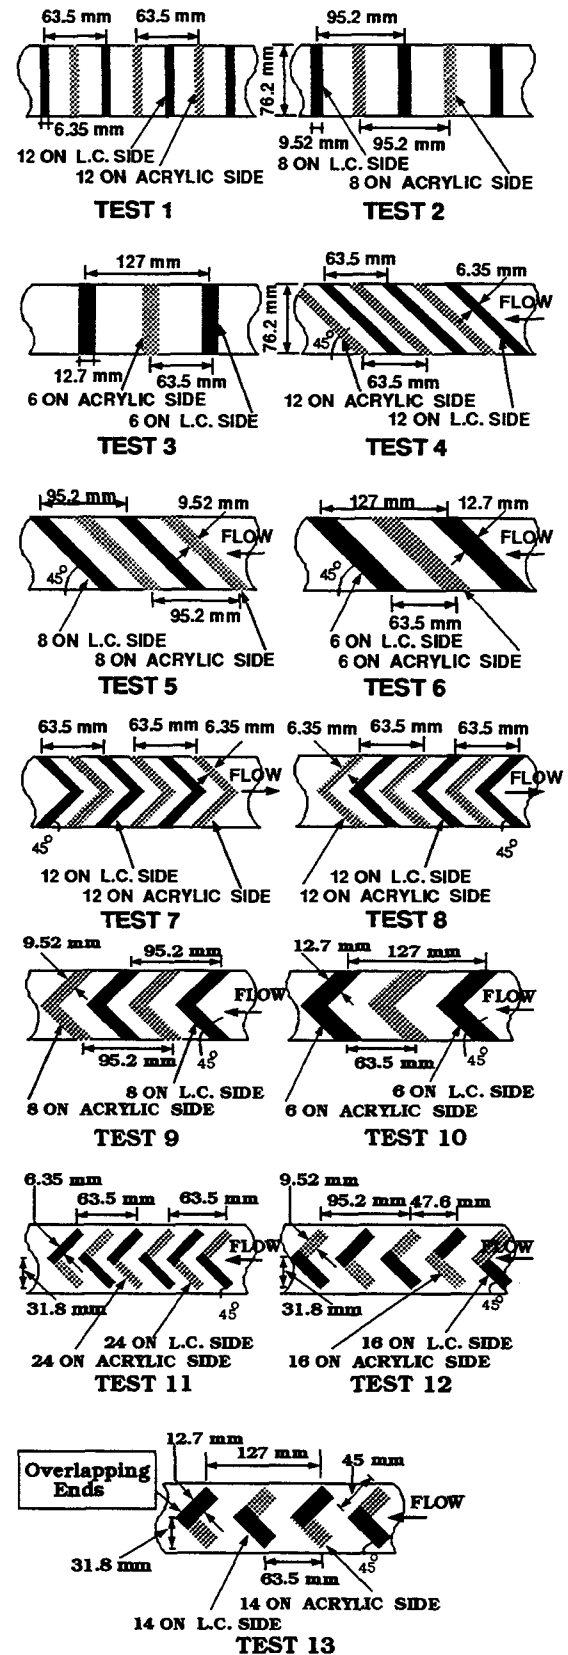 63.5 mm 63.5 mm
6.35 mm
12 ON L.C. SIDE
12 ON ACRYLIC SIDE
TEST 1
95.2 mm
76.2 mm
9.52 mm 95.2 mm
8 ON L.C. SIDE
8 ON ACRYLIC SIDE
TEST 2
127 mm
12.7 mm 63.5 mm
6 ON ACRYLIC SIDE
6 ON L.C. SIDE
TEST 3
63.5 mm 6.35 mm
FLOW
76.2 mm
45°
63.5 mm
12 ON ACRYLIC SIDE
12 ON L.C. SIDE
TEST 4
95.2 mm 9.52 mm
FLOW
45°
95.2 mm
8 ON L.C. SIDE
8 ON ACRYLIC SIDE
TEST 5
127 mm 12.7 mm
FLOW
45°
63.5 mm
6 ON L.C. SIDE
6 ON ACRYLIC SIDE
TEST 6
63.5 mm 63.5 mm 6.35 mm
FLOW
45°
12 ON L.C. SIDE
12 ON ACRYLIC SIDE
TEST 7
6.35 mm 63.5 mm 63.5 mm
FLOW
45°
12 ON L.C. SIDE
12 ON ACRYLIC SIDE
TEST 8
9.52 mm 95.2 mm
FLOW
95.2 mm 45°
8 ON L.C. SIDE
8 ON ACRYLIC SIDE
TEST 9
12.7 mm 127 mm
FLOW
63.5 mm 45°
6 ON L.C. SIDE
6 ON ACRYLIC SIDE
TEST 10
6.35 mm
63.5 mm 63.5 mm
FLOW
31.8 mm 45°
24 ON L.C. SIDE
24 ON ACRYLIC SIDE
TEST 11
9.52 mm
95.2 mm 47.6 mm
FLOW
31.8 mm 45°
16 ON L.C. SIDE
16 ON ACRYLIC SIDE
TEST 12
12.7 mm
127 mm 45 mm
Overlapping
Ends
FLOW
31.8 mm 45°
63.5 mm
14 ON ACRYLIC SIDE
14 ON L.C. SIDE
TEST 13